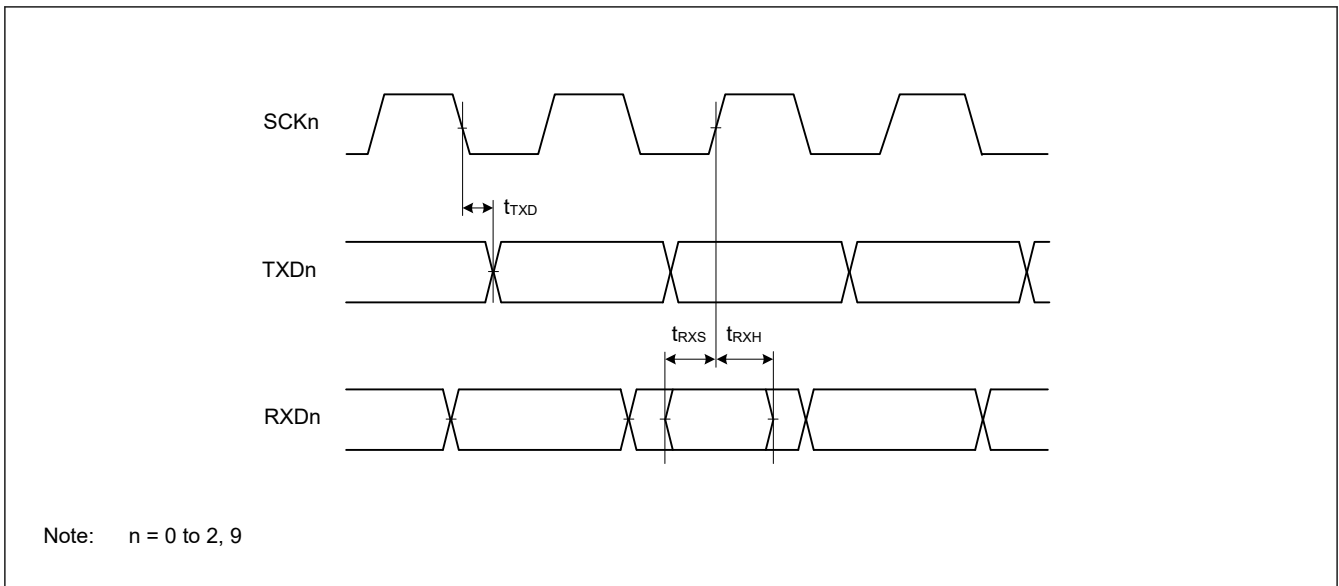 SCKn
tTXD
TXDn
tRXS tRXH
RXDn
Note: n = 0 to 2, 9